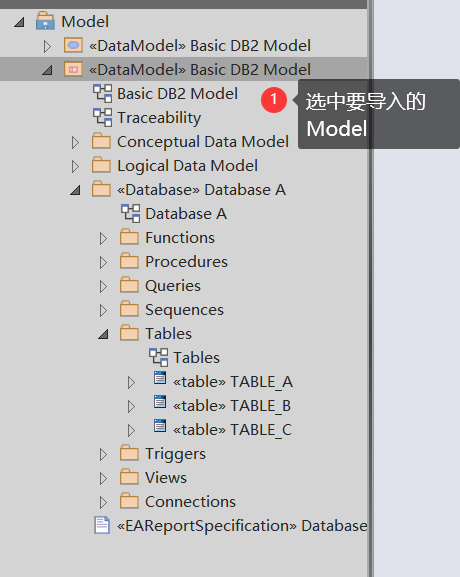 Model
«DataModel» Basic DB2 Model
«DataModel» Basic DB2 Model
Basic DB2 Model
1
选中要导入的
Model
Traceability
Conceptual Data Model
Logical Data Model
«Database» Database A
Database A
Functions
Procedures
Queries
Sequences
Tables
Tables
«table» TABLE_A
«table» TABLE_B
«table» TABLE_C
Triggers
Views
Connections
«EAReportSpecification» Database